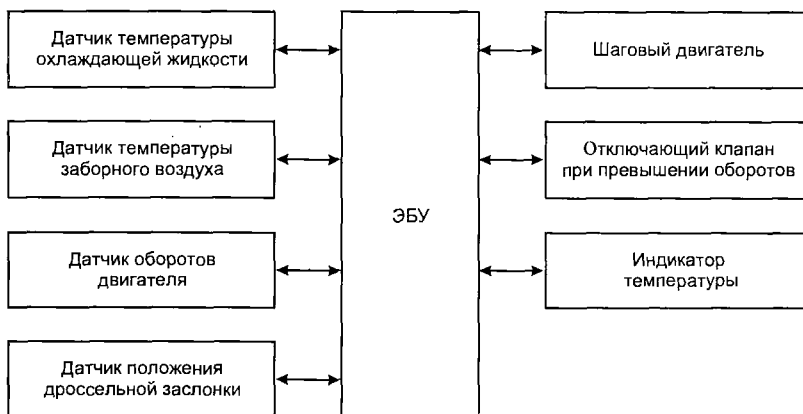 Датчик температуры
охлаждающей жидкости
Датчик температуры
заборного воздуха
Датчик оборотов
двигателя
Датчик положения
дроссельной заслонки
ЭБУ
Шаговый двигатель
Отключающий клапан
при превышении оборотов
Индикатор
температуры